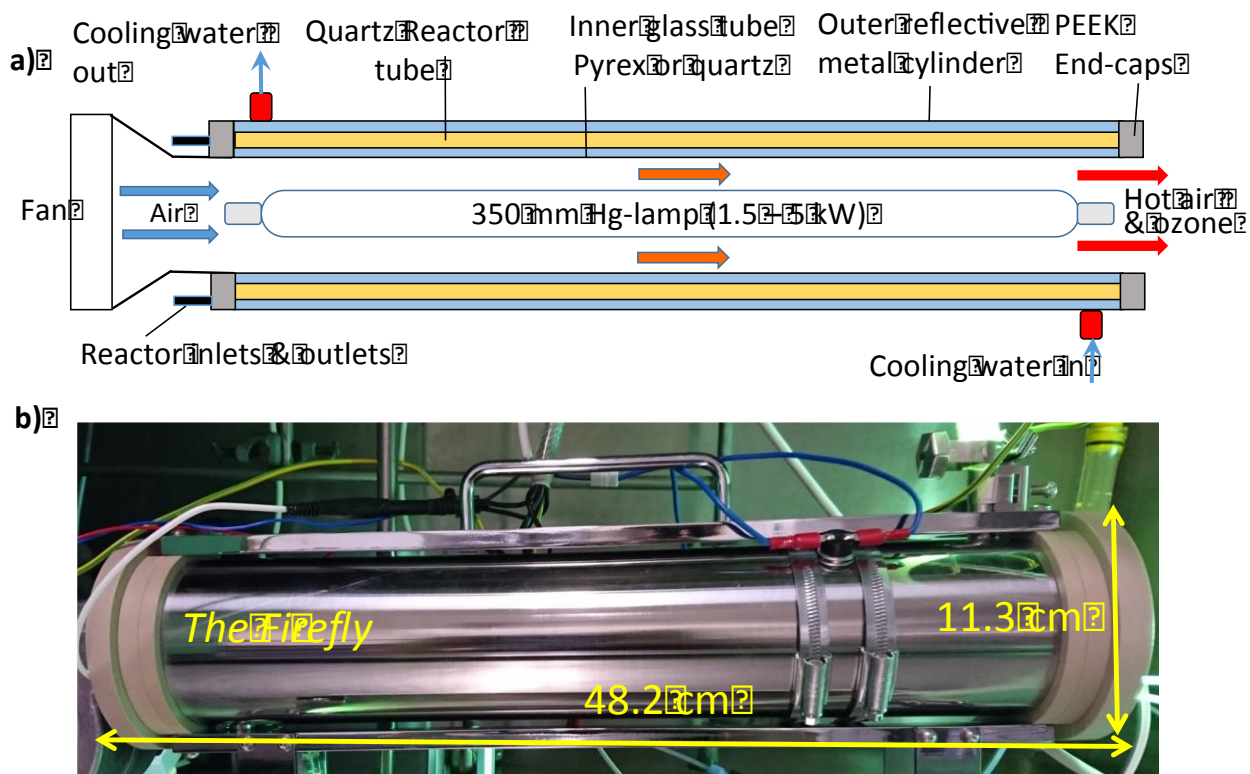 a)
Cooling water
out
Quartz Reactor
tube
Inner glass tube
Pyrex or quartz
Outer reflective
metal cylinder
PEEK
End-caps
Fan
Air
350 mm Hg-lamp (1.5 – 5 kW)
Hot air
& ozone
Reactor inlets & outlets
Cooling water in
b)
The Firefly
11.3 cm
48.2 cm